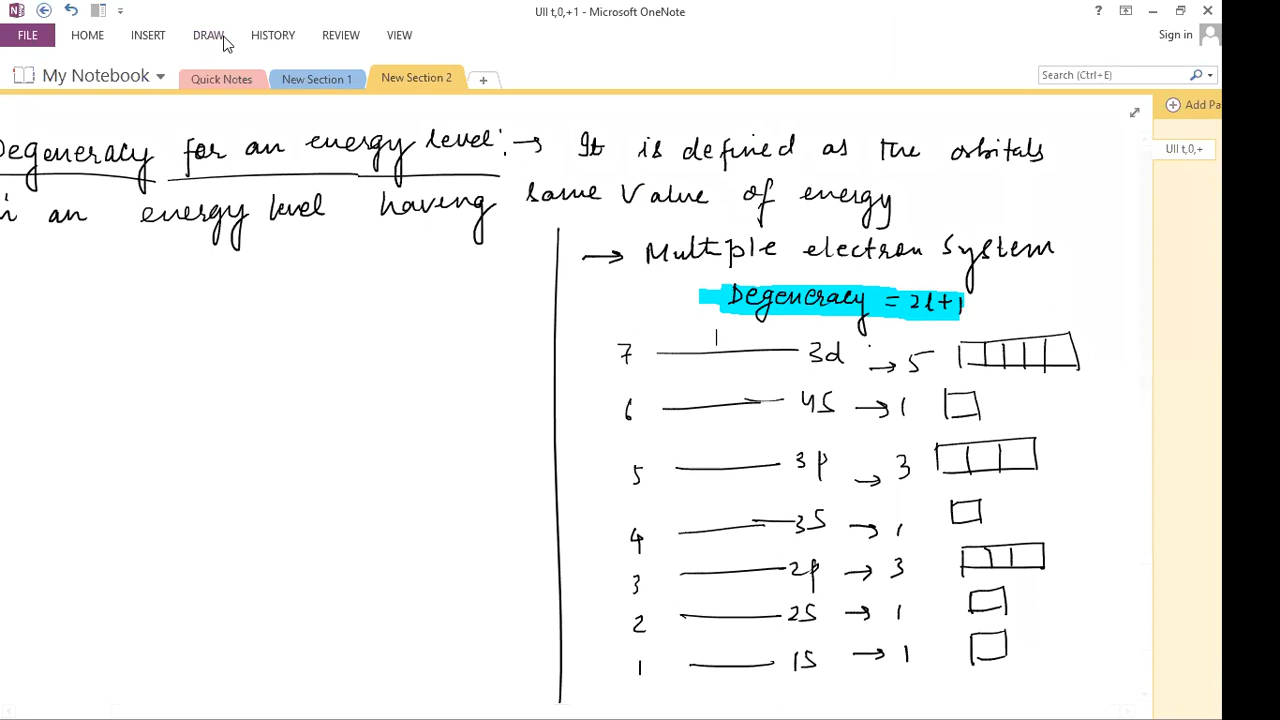 UII t,0,+1 - Microsoft OneNote
FILE HOME INSERT DRAW HISTORY REVIEW VIEW
Sign in
My Notebook Quick Notes New Section 1 New Section 2 +
Search (Ctrl+E)
Add Pa
UII t,0,+
Degeneracy for an energy level:→ It is defined as the orbitals
in an energy level having same value of energy
→ Multiple electron system
Degeneracy = 2l+1
7 3d → 5
6 4S → 1
5 3p → 3
4 3S → 1
3 2p → 3
2 2S → 1
1 1S → 1